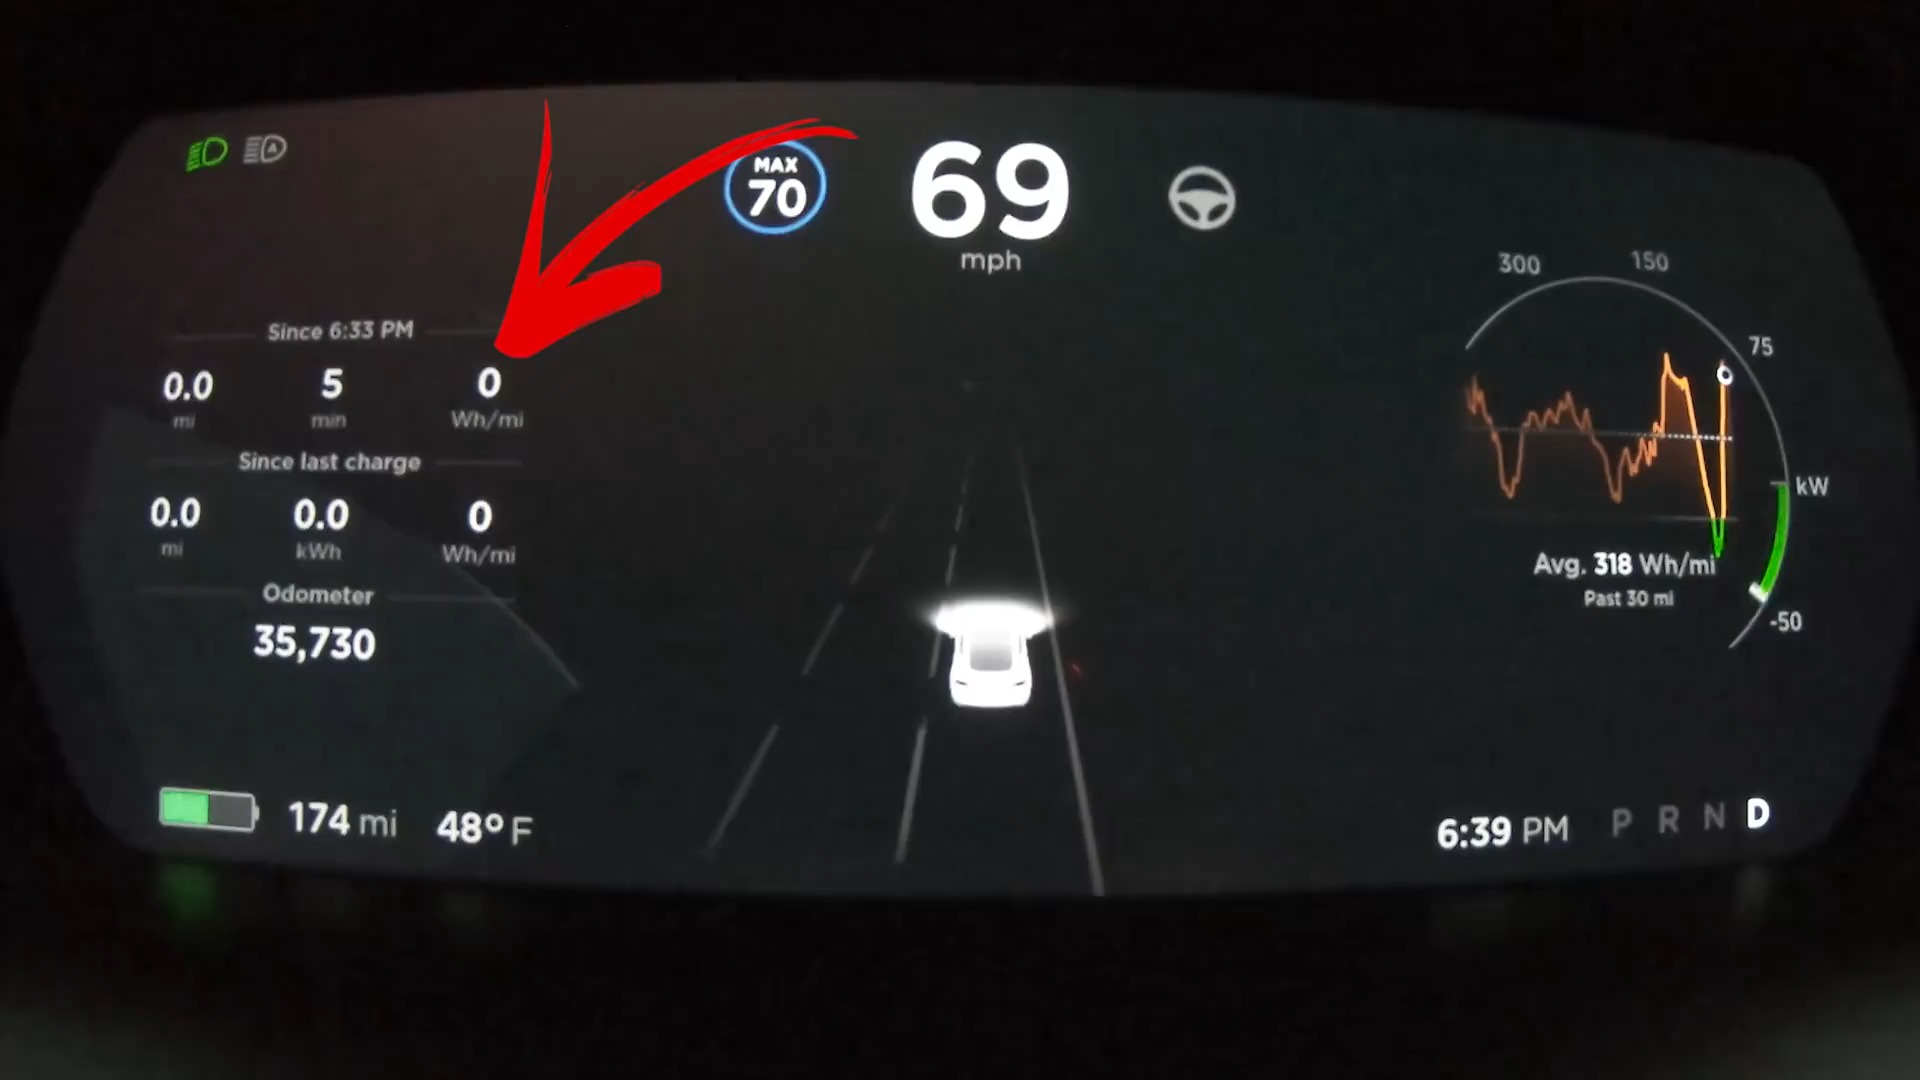 MAX
70
69
mph
Since 6:33 PM
0.0 5 0
mi min Wh/mi
Since last charge
0.0 0.0 0
mi kWh Wh/mi
Odometer
35,730
174 mi 48° F
300 150
75
kW
Avg. 318 Wh/mi
Past 30 mi
-50
6:39 PM P R N D
A